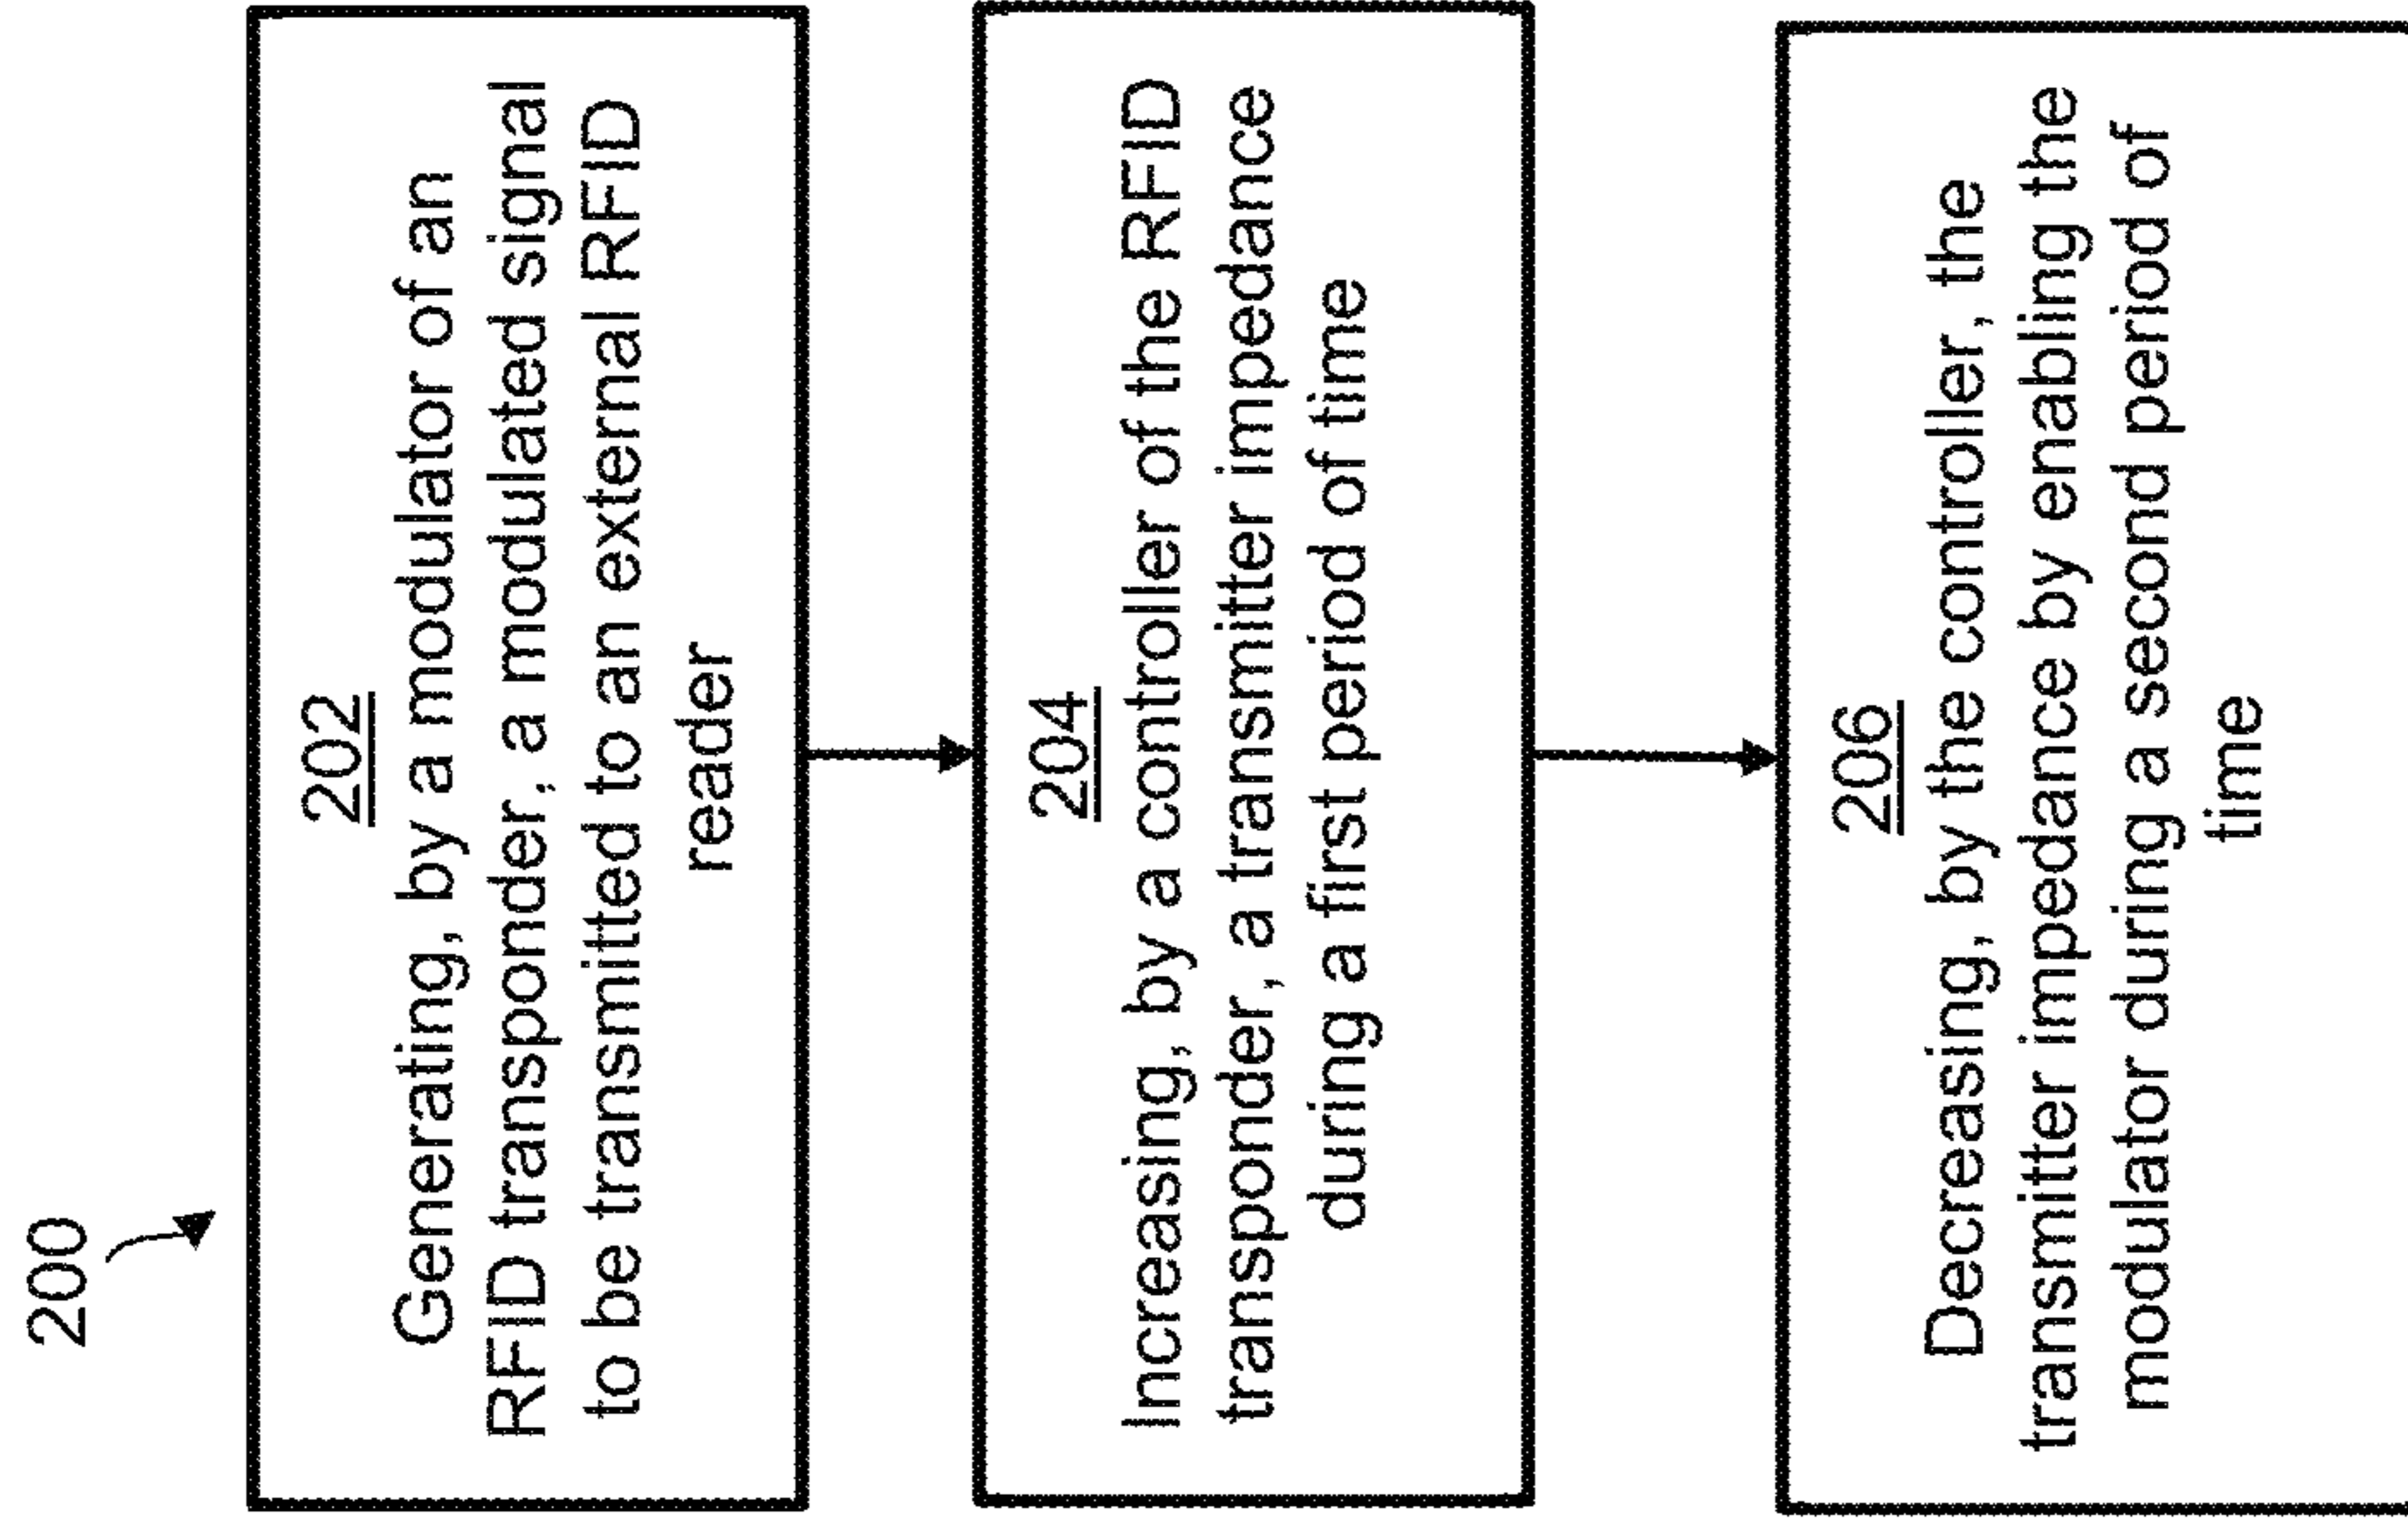 200
202
Generating, by a modulator of an
RFID transponder, a modulated signal
to be transmitted to an external RFID
reader
204
Increasing, by a controller of the RFID
transponder, a transmitter impedance
during a first period of time
206
Decreasing, by the controller, the
transmitter impedance by enabling the
modulator during a second period of
time